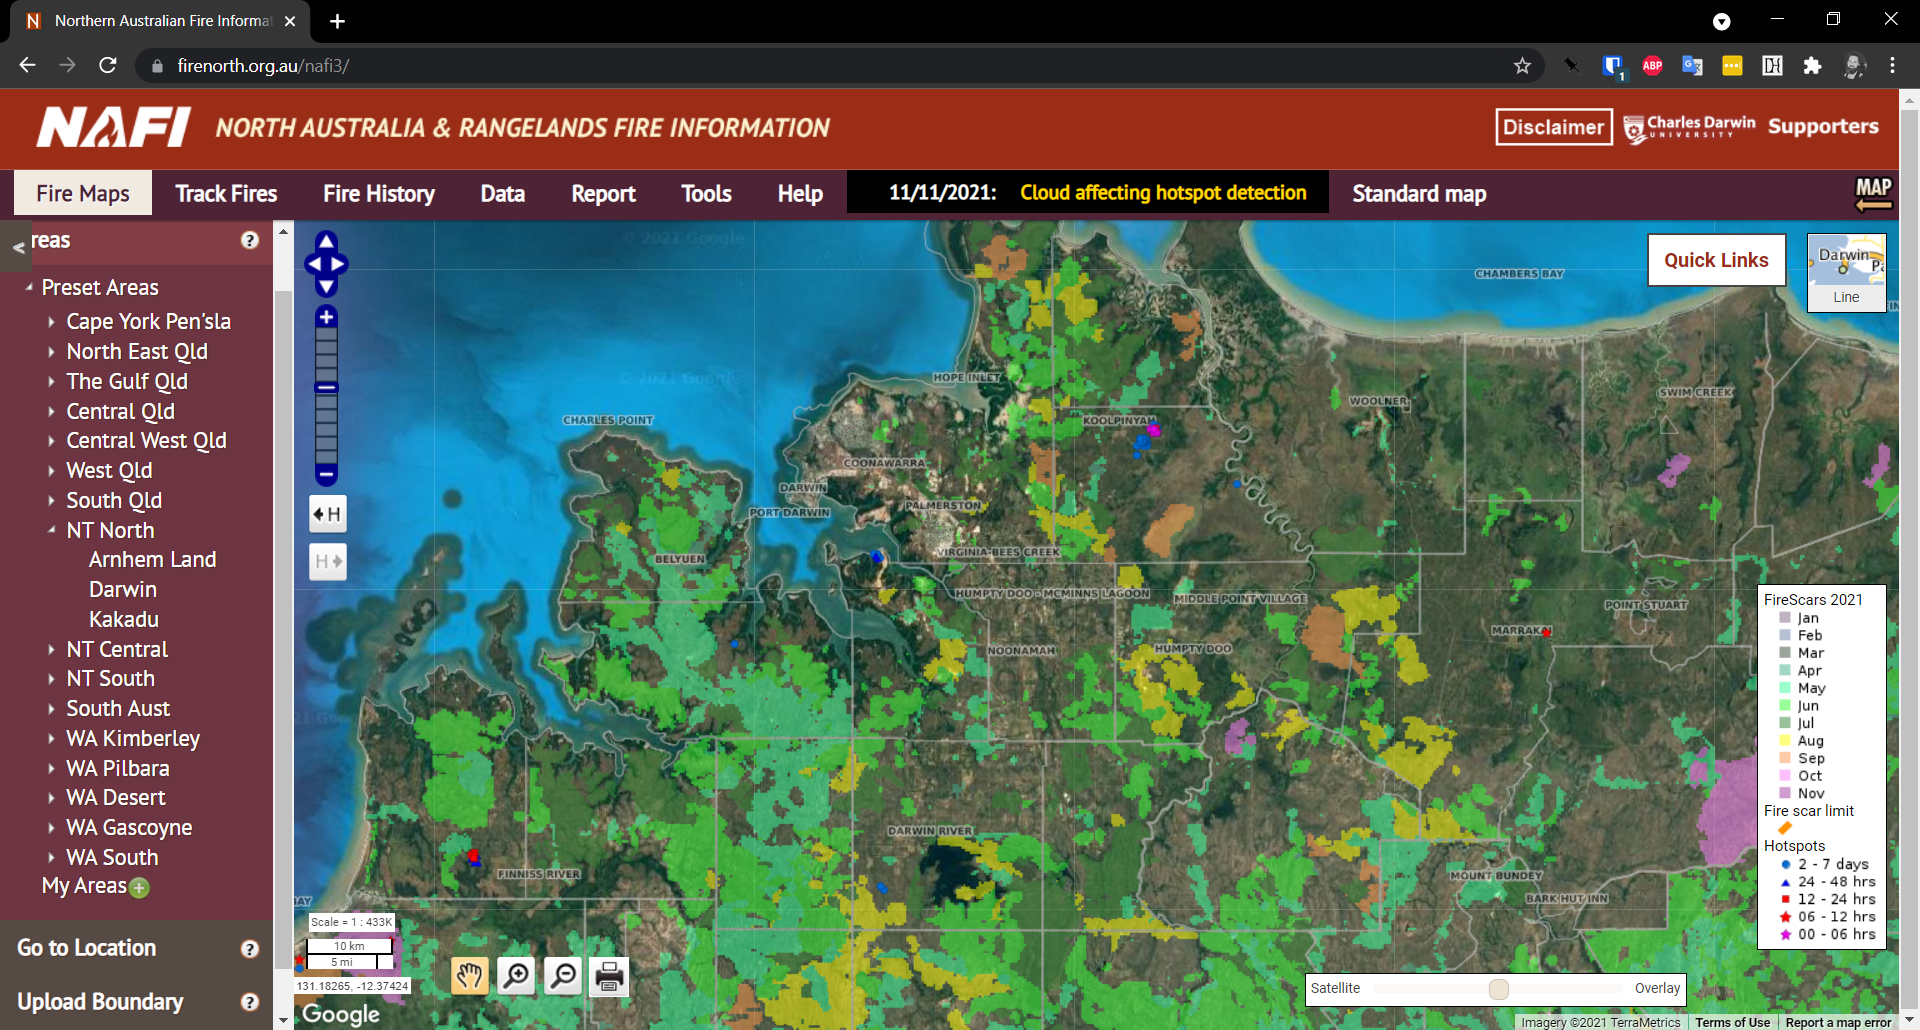 Northern Australian Fire Informa
firenorth.org.au/nafi3/
1
ABP
NAFI
NORTH AUSTRALIA & RANGELANDS FIRE INFORMATION
Disclaimer
Charles Darwin
UNIVERSITY
Supporters
Fire Maps
Track Fires
Fire History
Data
Report
Tools
Help
11/11/2021:
Cloud affecting hotspot detection
Standard map
MAP
<
reas
?
Preset Areas
Cape York Pen'sla
North East Qld
The Gulf Qld
Central Qld
Central West Qld
West Qld
South Qld
NT North
Arnhem Land
Darwin
Kakadu
NT Central
NT South
South Aust
WA Kimberley
WA Pilbara
WA Desert
WA Gascoyne
WA South
My Areas
Go to Location
?
Upload Boundary
?
H
H
© 2021 Google
© 2021 Google
Quick Links
Darwin
Line
CHAMBERS BAY
HOPE INLET
CHARLES POINT
KOOLPINYAH
WOOLNER
SWIM CREEK
COONAWARRA
DARWIN
PORT DARWIN
PALMERSTON
VIRGINIA-BEES CREEK
BELYUEN
HUMPTY DOO - MCMINNS LAGOON
MIDDLE POINT VILLAGE
POINT STUART
MARRAKAI
NOONAMAH
HUMPTY DOO
DARWIN RIVER
FINNISS RIVER
MOUNT BUNDEY
BARK HUT INN
BAY
FireScars 2021
Jan
Feb
Mar
Apr
May
Jun
Jul
Aug
Sep
Oct
Nov
Fire scar limit
Hotspots
2 - 7 days
24 - 48 hrs
12 - 24 hrs
06 - 12 hrs
00 - 06 hrs
Scale = 1 : 433K
10 km
5 mi
131.18265, -12.37424
Google
Satellite
Overlay
Imagery ©2021 TerraMetrics
Terms of Use
Report a map error